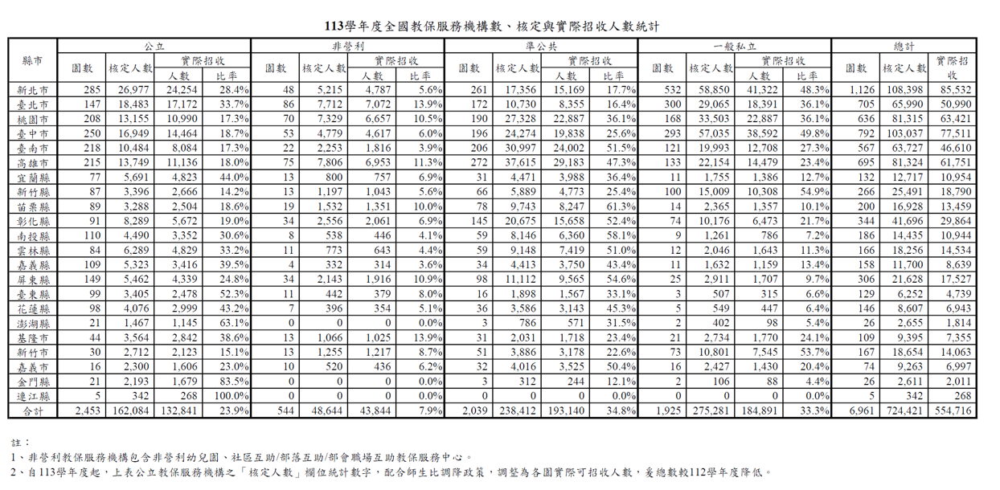 113學年度全國教保服務機構數、核定與實際招收人數統計
縣市 公立 非營利 準公共 一般私立 總計
園數 核定人數 實際招收 園數 核定人數 實際招收 園數 核定人數 實際招收 園數 核定人數 實際招收 園數 核定人數 實際招收
人數 比率 人數 比率 人數 比率 人數 比率
新北市 285 26,977 24,254 28.4% 48 5,215 4,787 5.6% 261 17,356 15,169 17.7% 532 58,850 41,322 48.3% 1,126 108,398 85,532
臺北市 147 18,483 17,172 33.7% 86 7,712 7,072 13.9% 172 10,730 8,355 16.4% 300 29,065 18,391 36.1% 705 65,990 50,990
桃園市 208 13,155 10,990 17.3% 70 7,329 6,657 10.5% 190 27,328 22,887 36.1% 168 33,503 22,887 36.1% 636 81,315 63,421
臺中市 250 16,949 14,464 18.7% 53 4,779 4,617 6.0% 196 24,274 19,838 25.6% 293 57,035 38,592 49.8% 792 103,037 77,511
臺南市 218 10,484 8,084 17.3% 22 2,253 1,816 3.9% 206 30,997 24,002 51.5% 121 19,993 12,708 27.3% 567 63,727 46,610
高雄市 215 13,749 11,136 18.0% 75 7,806 6,953 11.3% 272 37,615 29,183 47.3% 133 22,154 14,479 23.4% 695 81,324 61,751
宜蘭縣 77 5,691 4,823 44.0% 13 800 757 6.9% 31 4,471 3,988 36.4% 11 1,755 1,386 12.7% 132 12,717 10,954
新竹縣 87 3,396 2,666 14.2% 13 1,197 1,043 5.6% 66 5,889 4,773 25.4% 100 15,009 10,308 54.9% 266 25,491 18,790
苗栗縣 89 3,288 2,504 18.6% 19 1,532 1,351 10.0% 78 9,743 8,247 61.3% 14 2,365 1,357 10.1% 200 16,928 13,459
彰化縣 91 8,289 5,672 19.0% 34 2,556 2,061 6.9% 145 20,675 15,658 52.4% 74 10,176 6,473 21.7% 344 41,696 29,864
南投縣 110 4,490 3,352 30.6% 8 538 446 4.1% 59 8,146 6,360 58.1% 9 1,261 786 7.2% 186 14,435 10,944
雲林縣 84 6,289 4,829 33.2% 11 773 643 4.4% 59 9,148 7,419 51.0% 12 2,046 1,643 11.3% 166 18,256 14,534
嘉義縣 109 5,323 3,416 39.5% 4 332 314 3.6% 34 4,413 3,750 43.4% 11 1,632 1,159 13.4% 158 11,700 8,639
屏東縣 149 5,462 4,339 24.8% 34 2,143 1,916 10.9% 98 11,112 9,565 54.6% 25 2,911 1,707 9.7% 306 21,628 17,527
臺東縣 99 3,405 2,478 52.3% 11 442 379 8.0% 16 1,898 1,567 33.1% 3 507 315 6.6% 129 6,252 4,739
花蓮縣 98 4,076 2,999 43.2% 7 396 354 5.1% 36 3,586 3,143 45.3% 5 549 447 6.4% 146 8,607 6,943
澎湖縣 21 1,467 1,145 63.1% 0 0 0 0.0% 3 786 571 31.5% 2 402 98 5.4% 26 2,655 1,814
基隆市 44 3,564 2,842 38.6% 13 1,066 1,025 13.9% 31 2,031 1,718 23.4% 21 2,734 1,770 24.1% 109 9,395 7,355
新竹市 30 2,712 2,123 15.1% 13 1,255 1,217 8.7% 51 3,886 3,178 22.6% 73 10,801 7,545 53.7% 167 18,654 14,063
嘉義市 16 2,300 1,606 23.0% 10 520 436 6.2% 32 4,016 3,525 50.4% 16 2,427 1,430 20.4% 74 9,263 6,997
金門縣 21 2,193 1,679 83.5% 0 0 0 0.0% 3 312 244 12.1% 2 106 88 4.4% 26 2,611 2,011
連江縣 5 342 268 100.0% 0 0 0 0.0% 0 0 0 0.0% 0 0 0 0.0% 5 342 268
合計 2,453 162,084 132,841 23.9% 544 48,644 43,844 7.9% 2,039 238,412 193,140 34.8% 1,925 275,281 184,891 33.3% 6,961 724,421 554,716
註：
1、非營利教保服務機構包含非營利幼兒園、社區互助/部落互助/部會職場互助教保服務中心。
2、自113學年度起，上表公立教保服務機構之「核定人數」欄位統計數字，配合師生比調降政策，調整為各園實際可招收人數，爰總數較112學年度降低。